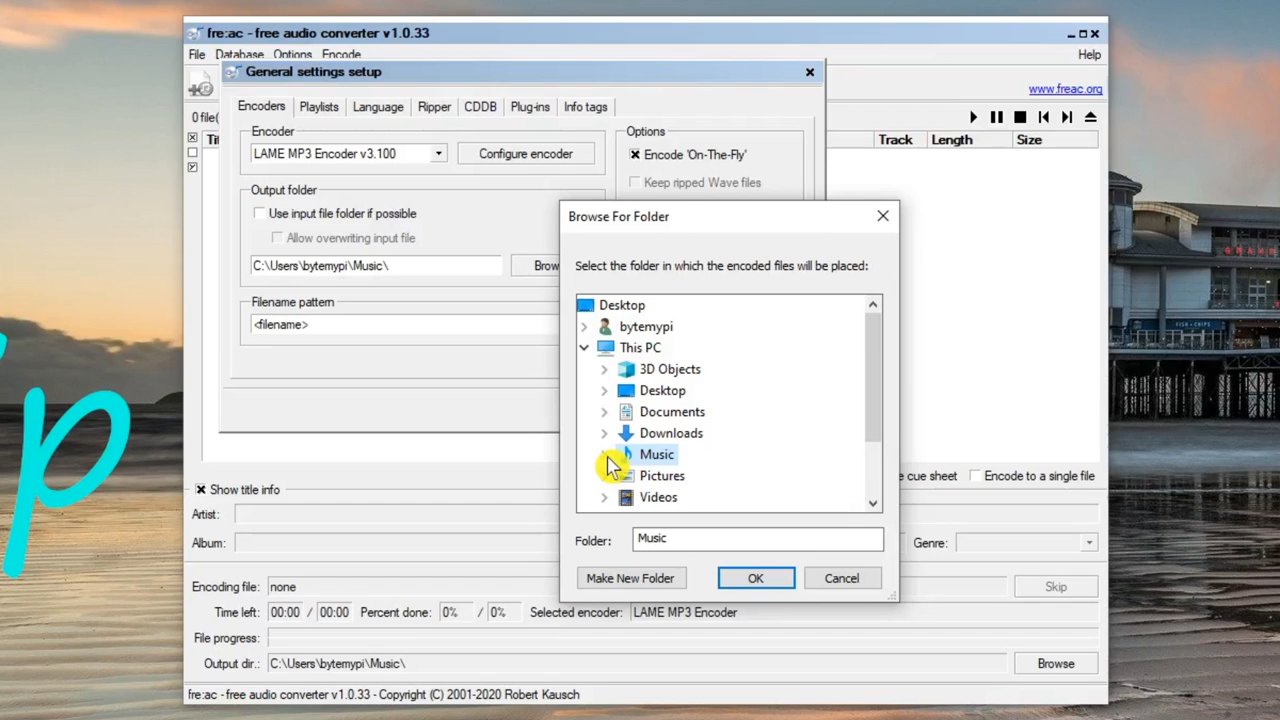 fre:ac - free audio converter v1.0.33
File Database Options Encode Help
General settings setup
www.freac.org
Encoders Playlists Language Ripper CDDB Plug-ins Info tags
0 file(
Encoder
Options
Track Length Size
LAME MP3 Encoder v3.100
Configure encoder
Encode 'On-The-Fly'
Keep ripped Wave files
Output folder
Use input file folder if possible
Allow overwriting input file
C:\Users\bytemypi\Music\
Brow
Filename pattern
<filename>
Browse For Folder
Select the folder in which the encoded files will be placed:
Desktop
bytemypi
This PC
3D Objects
Desktop
Documents
Downloads
Music
Pictures
Videos
Folder: Music
Make New Folder OK Cancel
e cue sheet Encode to a single file
Show title info
Artist:
Album:
Genre:
Encoding file: none
Skip
Time left: 00:00 / 00:00 Percent done: 0% / 0% Selected encoder: LAME MP3 Encoder
File progress:
Output dir.: C:\Users\bytemypi\Music\
Browse
fre:ac - free audio converter v1.0.33 - Copyright (C) 2001-2020 Robert Kausch
p